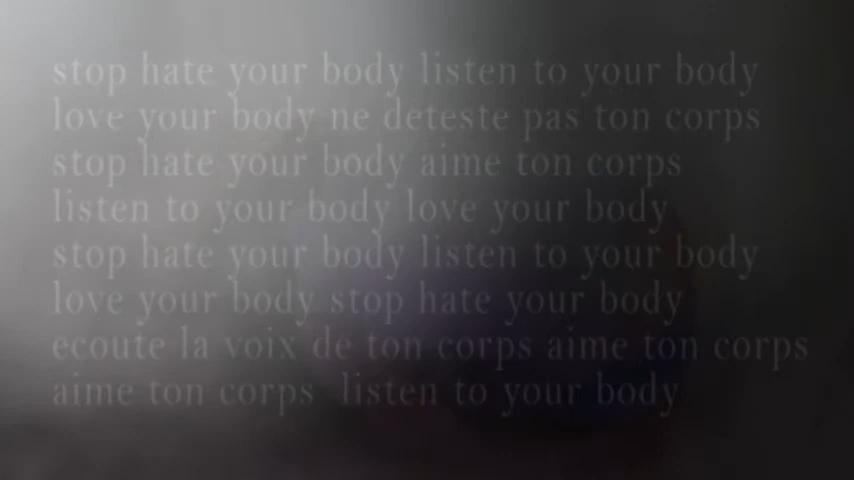 stop hate your body listen to your body
love your body ne deteste pas ton corps
stop hate your body aime ton corps
listen to your body love your body
stop hate your body listen to your body
love your body stop hate your body
ecoute la voix de ton corps aime ton corps
aime ton corps listen to your body